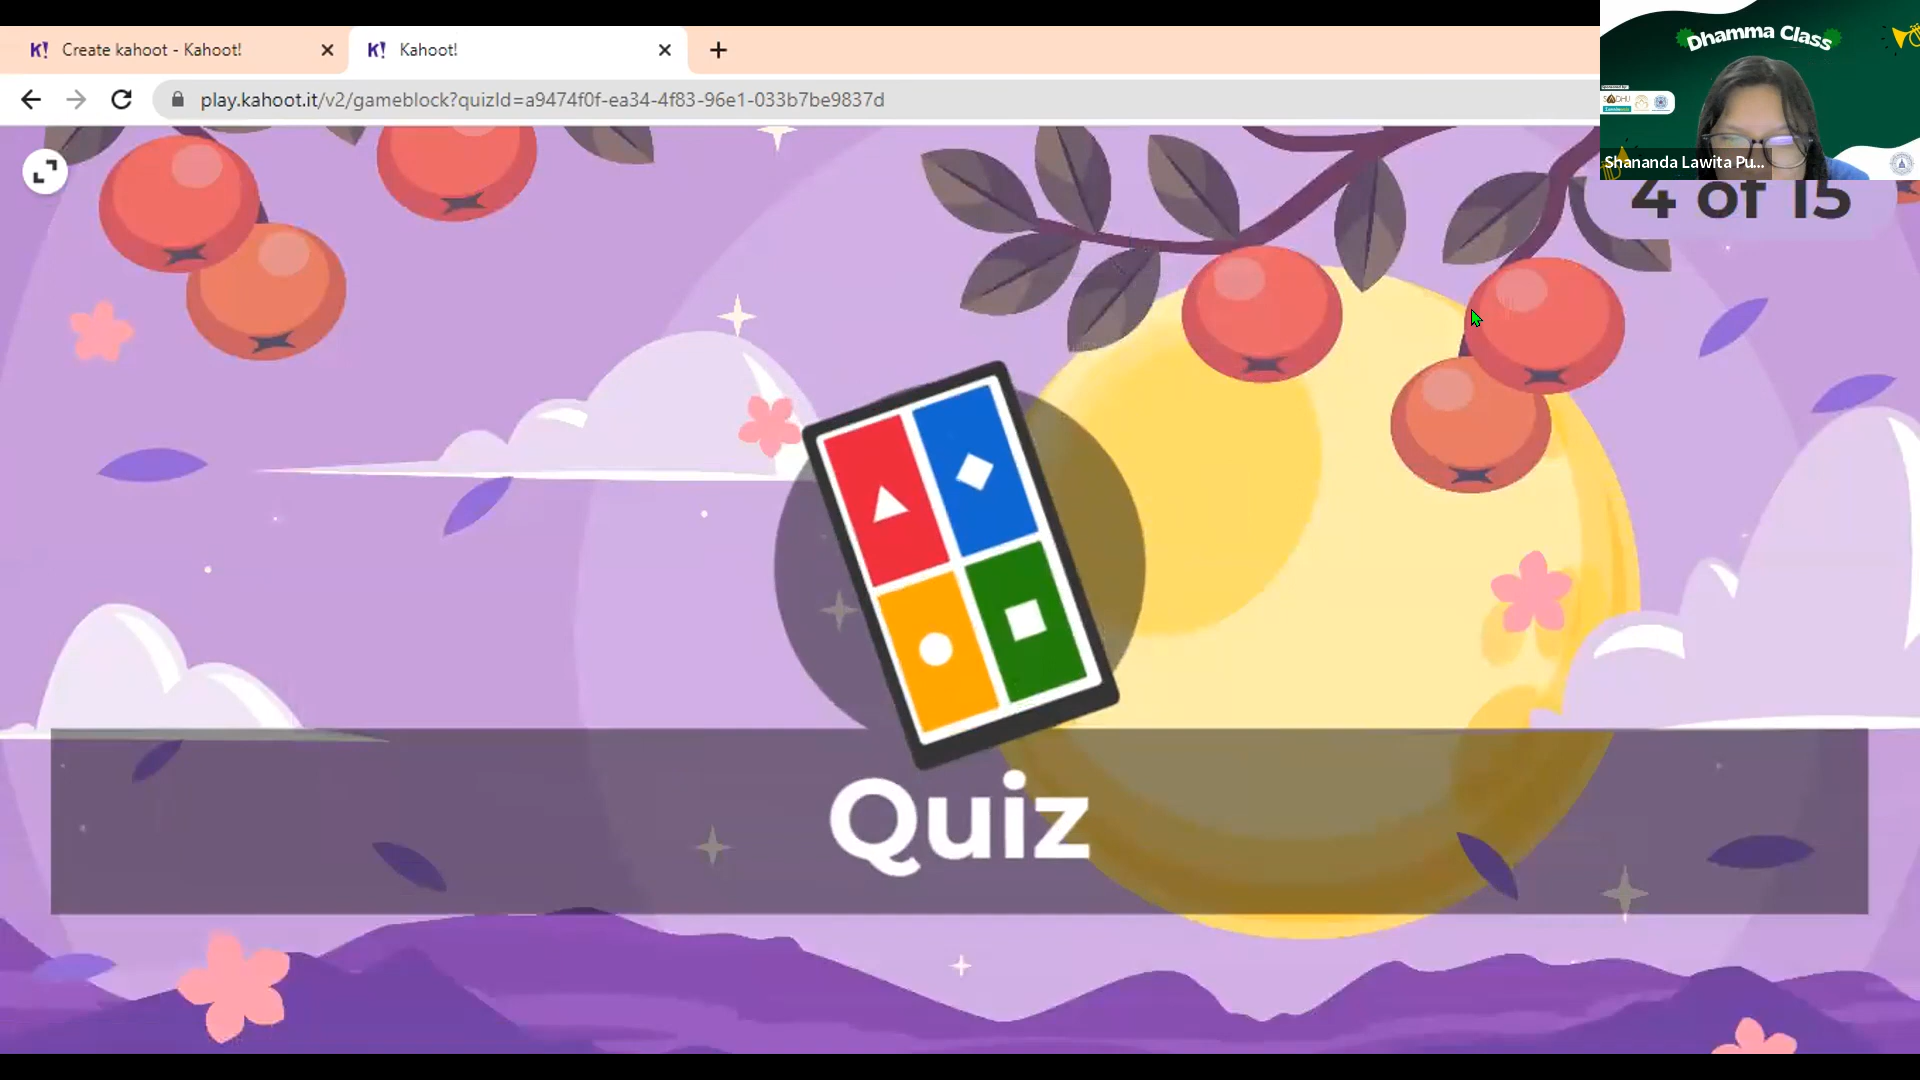 K! Create kahoot - Kahoot!
K! Kahoot!
play.kahoot.it/v2/gameblock?quizId=a9474f0f-ea34-4f83-96e1-033b7be9837d
Dhamma Class
Shananda Lawita Pu...
4 of 15
Quiz